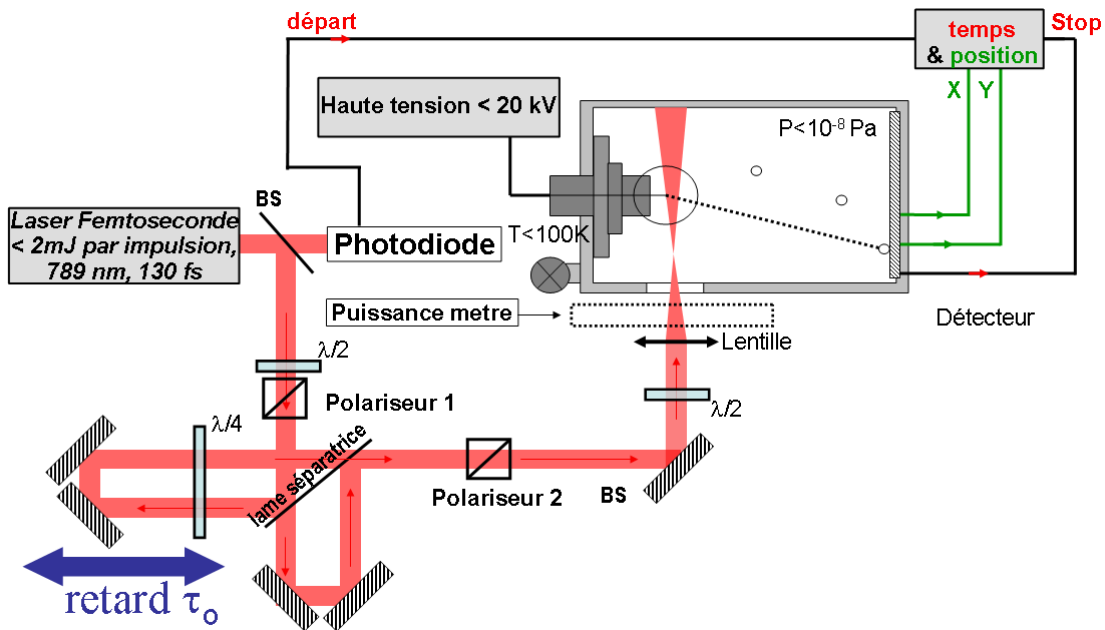 départ
Stop
temps
& position
X Y
Haute tension < 20 kV
P<10⁻⁸ Pa
BS
Laser Femtoseconde
< 2mJ par impulsion,
789 nm, 130 fs
Photodiode
T<100K
Puissance metre
Détecteur
Lentille
λ/2
λ/2
Polariseur 1
λ/4
lame séparatrice
Polariseur 2
BS
retard τo